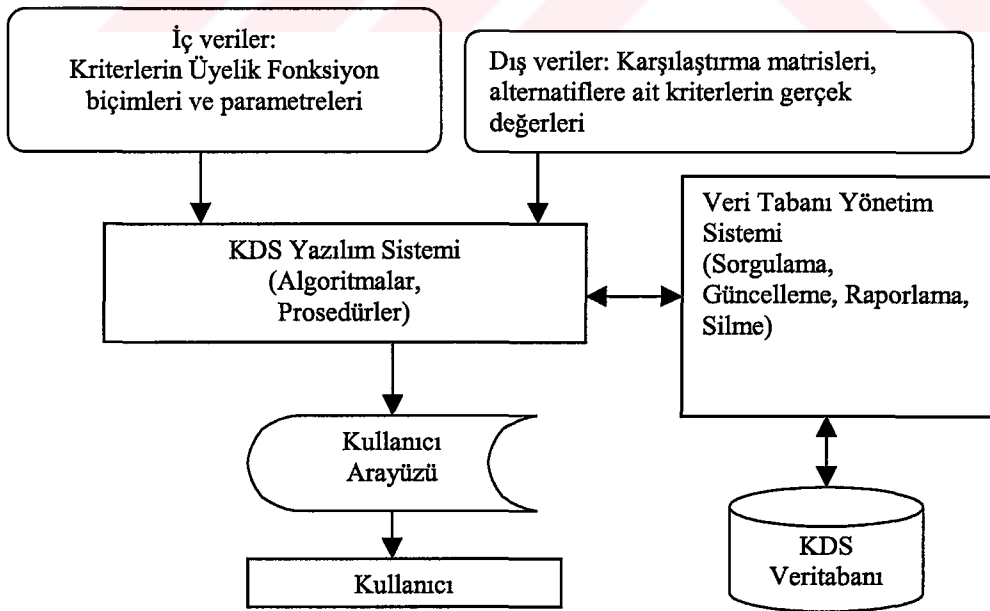 İç veriler:
Kriterlerin Üyelik Fonksiyon
biçimleri ve parametreleri
Dış veriler: Karşılaştırma matrisleri,
alternatiflere ait kriterlerin gerçek
değerleri
KDS Yazılım Sistemi
(Algoritmalar,
Prosedürler)
Veri Tabanı Yönetim
Sistemi
(Sorgulama,
Güncelleme, Raporlama,
Silme)
Kullanıcı
Arayüzü
Kullanıcı
KDS
Veritabanı